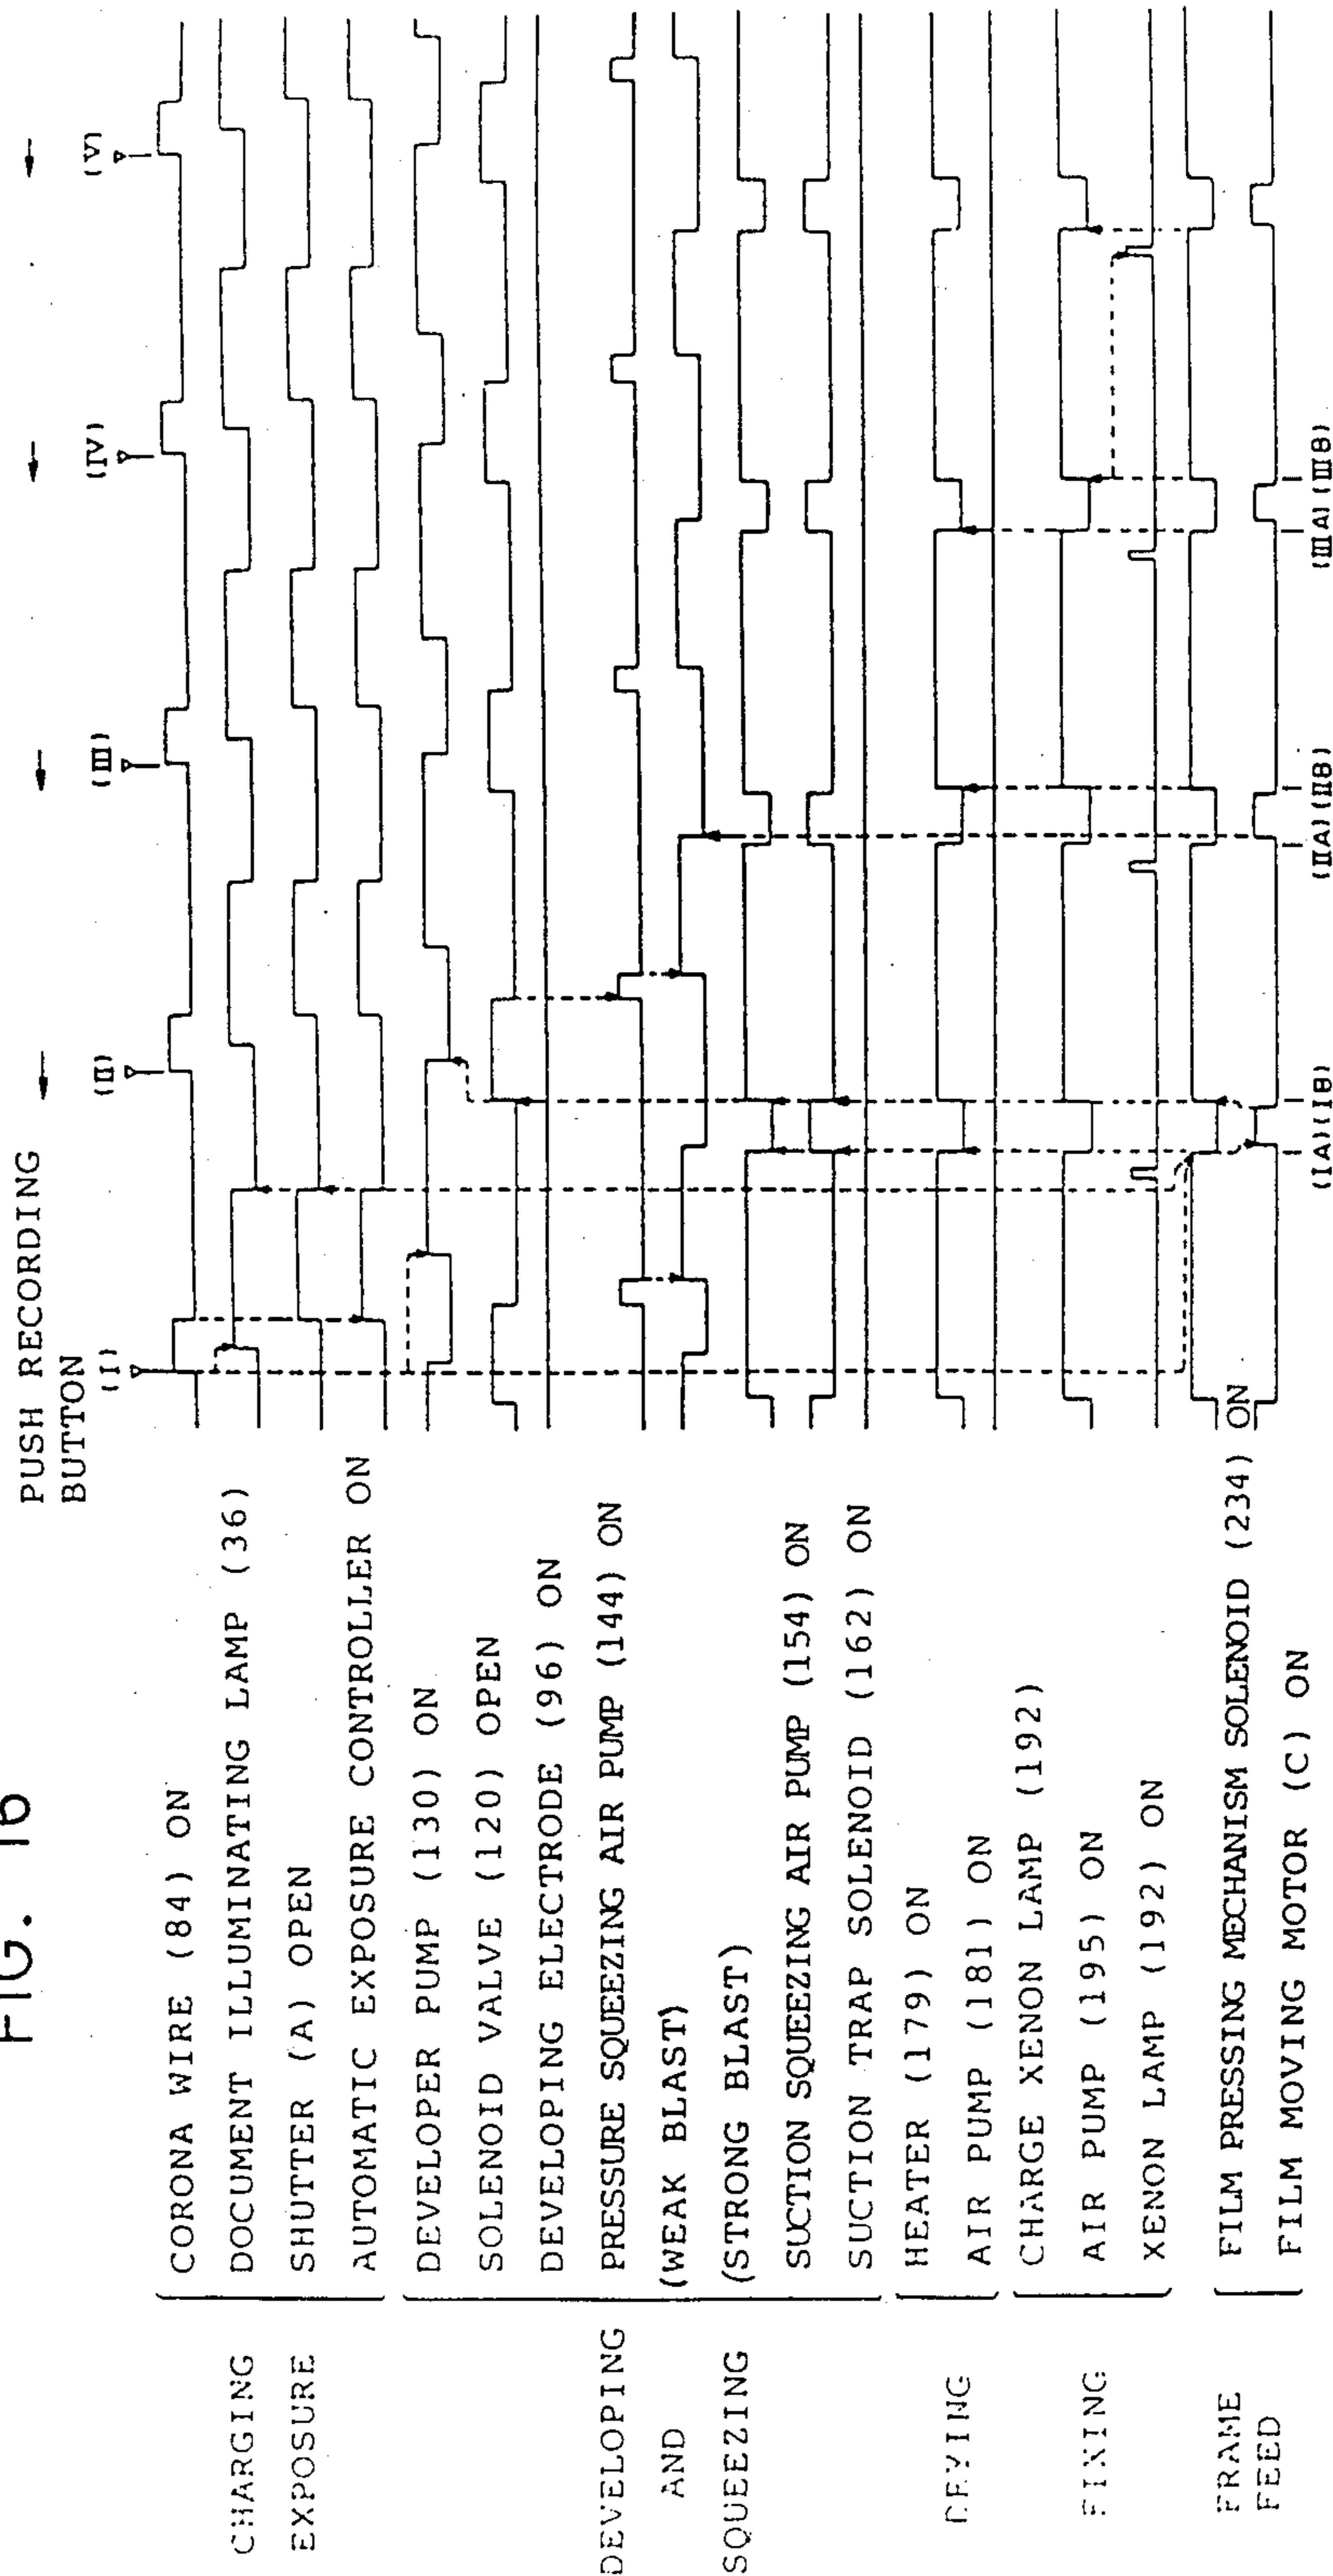 FIG. 16
PUSH RECORDING
BUTTON
(I)
(II)
(III)
(IV)
(V)
CHARGING
EXPOSURE
CORONA WIRE (84) ON
DOCUMENT ILLUMINATING LAMP (36)
SHUTTER (A) OPEN
AUTOMATIC EXPOSURE CONTROLLER ON
DEVELOPING
AND
SQUEEZING
DEVELOPER PUMP (130) ON
SOLENOID VALVE (120) OPEN
DEVELOPING ELECTRODE (96) ON
PRESSURE SQUEEZING AIR PUMP (144) ON
(WEAK BLAST)
(STRONG BLAST)
SUCTION SQUEEZING AIR PUMP (154) ON
SUCTION TRAP SOLENOID (162) ON
DRYING
HEATER (179) ON
AIR PUMP (181) ON
FIXING
CHARGE XENON LAMP (192)
AIR PUMP (195) ON
XENON LAMP (192) ON
FRAME
FEED
FILM PRESSING MECHANISM SOLENOID (234) ON
FILM MOVING MOTOR (C) ON
(IA)(IB)
(IIA)(IIB)
(IIIA)(IIIB)